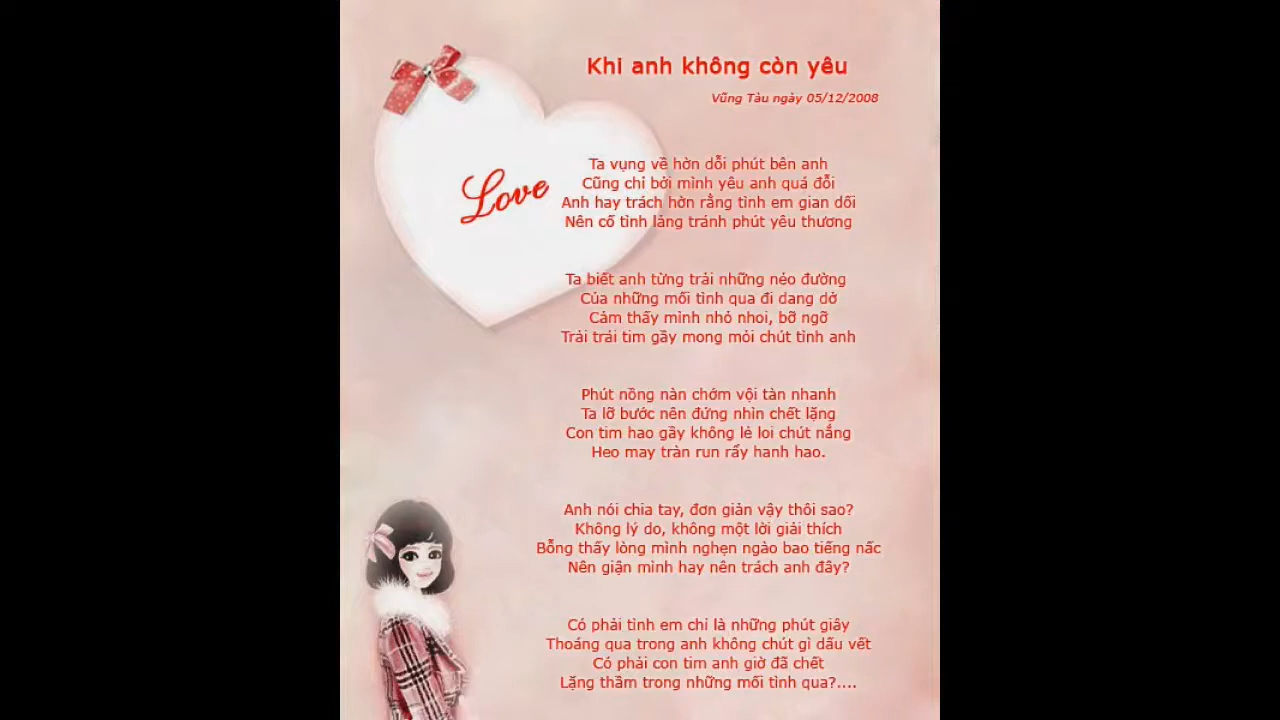 Khi anh không còn yêu
Vũng Tàu ngày 05/12/2008
Love
Ta vụng về hờn dỗi phút bên anh
Cũng chỉ bởi mình yêu anh quá đỗi
Anh hay trách hờn rằng tình em gian dối
Nên cố tình lảng tránh phút yêu thương
Ta biết anh từng trải những nẻo đường
Của những mối tình qua đi dang dở
Cảm thấy mình nhỏ nhoi, bỡ ngỡ
Trải trái tim gầy mong mỏi chút tình anh
Phút nồng nàn chớm vội tàn nhanh
Ta lỡ bước nên đứng nhìn chết lặng
Con tim hao gầy không lẻ loi chút nắng
Heo may tràn run rẩy hanh hao.
Anh nói chia tay, đơn giản vậy thôi sao?
Không lý do, không một lời giải thích
Bỗng thấy lòng mình nghẹn ngào bao tiếng nấc
Nên giận mình hay nên trách anh đây?
Có phải tình em chỉ là những phút giây
Thoáng qua trong anh không chút gì dấu vết
Có phải con tim anh giờ đã chết
Lặng thầm trong những mối tình qua?....